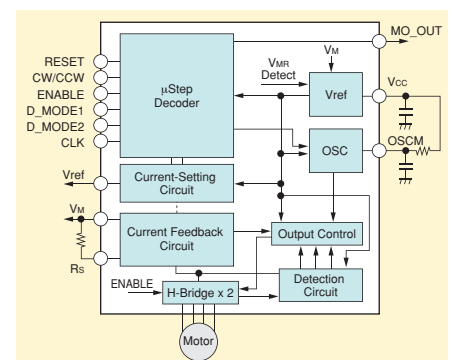 MO_OUT
RESET
CW/CCW
ENABLE
D_MODE1
D_MODE2
CLK
µStep
Decoder
VMR
Detect
VM
Vref
VCC
OSCM
OSC
Vref
Current-Setting
Circuit
VM
Current Feedback
Circuit
Output Control
RS
ENABLE
H-Bridge x 2
Detection
Circuit
Motor